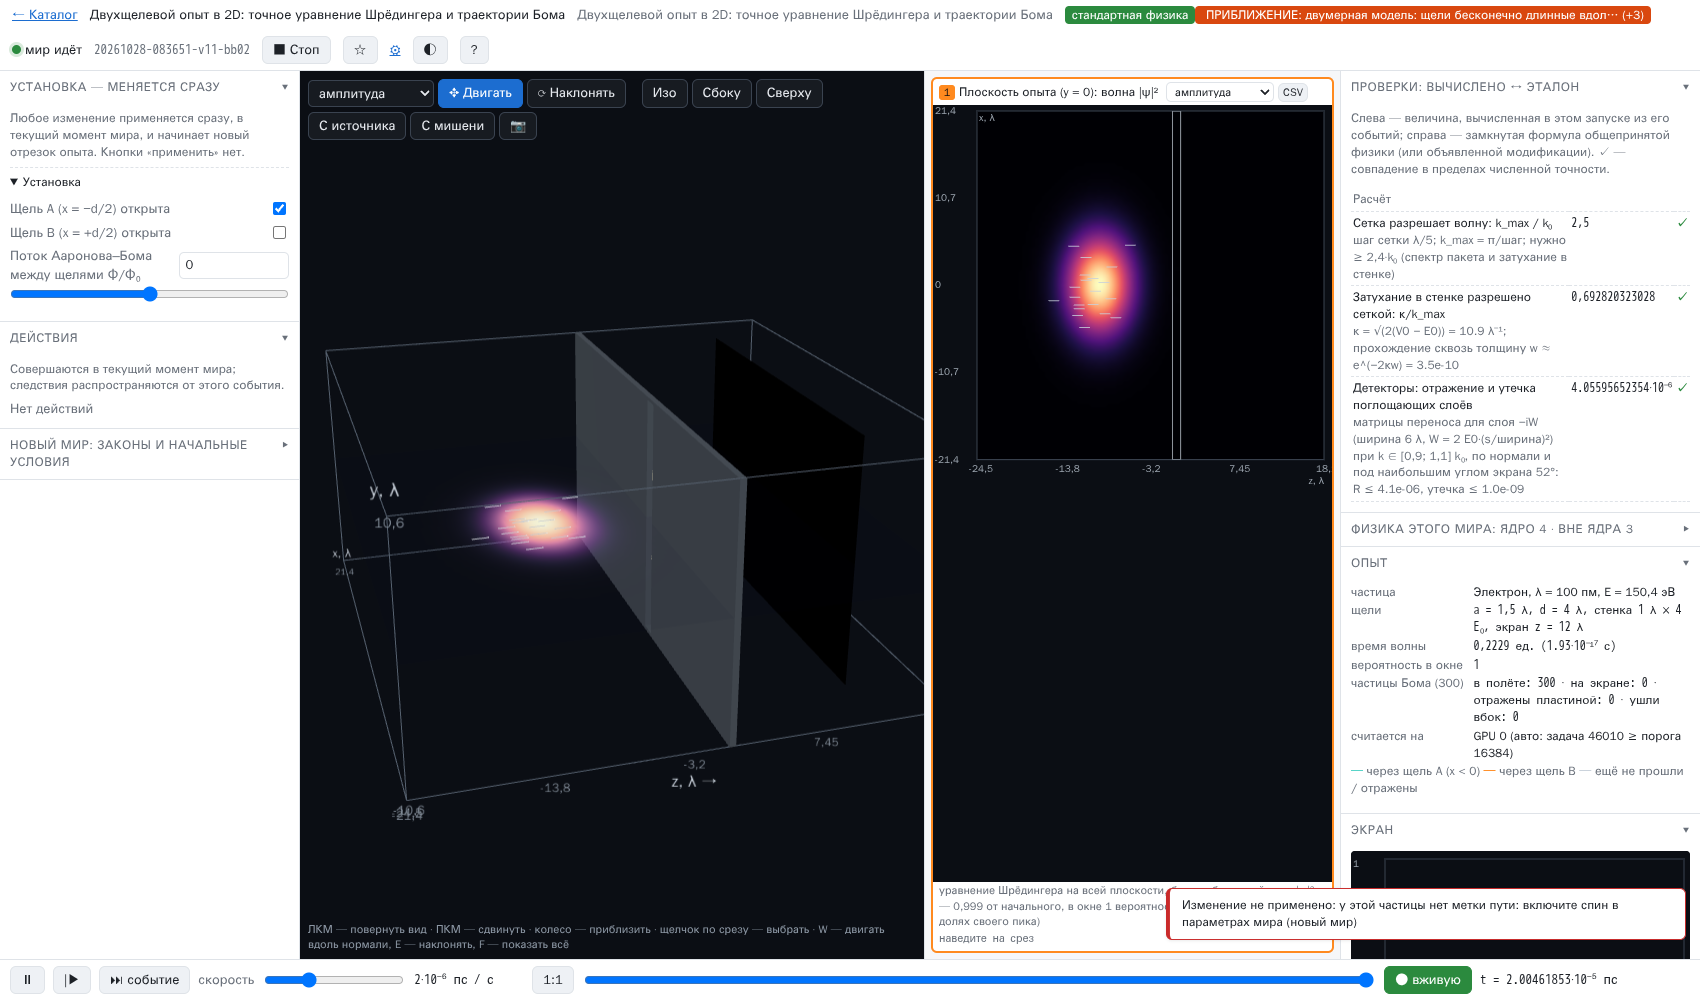 ← Каталог Двухщелевой опыт в 2D: точное уравнение Шрёдингера и траектории Бома Двухщелевой опыт в 2D: точное уравнение Шрёдингера и траектории Бома стандартная физика ПРИБЛИЖЕНИЕ: двумерная модель: щели бесконечно длинные вдол··· (+3)
мир идёт 20261028-083651-v11-bb02 Стоп ☆ ⚙ ◐ ?
УСТАНОВКА — МЕНЯЕТСЯ СРАЗУ
Любое изменение применяется сразу, в
текущий момент мира, и начинает новый
отрезок опыта. Кнопки «применить» нет.
▼ Установка
Щель A (x = −d/2) открыта
Щель B (x = +d/2) открыта
Поток Ааронова—Бома
между щелями Φ/Φ₀
0
ДЕЙСТВИЯ
Совершаются в текущий момент мира;
следствия распространяются от этого события.
Нет действий
НОВЫЙ МИР: ЗАКОНЫ И НАЧАЛЬНЫЕ
УСЛОВИЯ
амплитуда ✥ Двигать ⟳ Наклонять Изо Сбоку Сверху
С источника С мишени
y, λ
10,6
x, λ
21,4
7,45
-3,2
z, λ →
-13,8
ЛКМ — повернуть вид · ПКМ — сдвинуть · колесо — приблизить · щелчок по срезу — выбрать · W — двигать
вдоль нормали, E — наклонять, F — показать всё
1 Плоскость опыта (y = 0): волна |ψ|² амплитуда CSV
21,4
x, λ
10,7
0
-10,7
-21,4
-24,5 -13,8 -3,2 7,45 18,
z, λ
уравнение Шрёдингера на всей плоскости,
— 0,999 от начального, в окне 1
долях своего пика)
наведите на срез
ПРОВЕРКИ: ВЫЧИСЛЕНО ↔ ЭТАЛОН
Слева — величина, вычисленная в этом запуске из его
событий; справа — замкнутая формула общепринятой
физики (или объявленной модификации). ✓ —
совпадение в пределах численной точности.
Расчёт
Сетка разрешает волну: k_max / k₀ 2,5 ✓
шаг сетки λ/5; k_max = π/шаг; нужно
≥ 2,4·k₀ (спектр пакета и затухание в
стенке)
Затухание в стенке разрешено 0,692820323028 ✓
сеткой: κ/k_max
κ = √(2(V0 − E0)) = 10.9 λ⁻¹;
прохождение сквозь толщину w ≈
e^(−2κw) = 3.5e-10
Детекторы: отражение и утечка 4.05595652354·10⁻⁶ ✓
поглощающих слоёв
матрицы переноса для слоя −iW
(ширина 6 λ, W = 2 E0·(s/ширина)²)
при k ∈ [0,9; 1,1] k₀, по нормали и
под наибольшим углом экрана 52°:
R ≤ 4.1e-06, утечка ≤ 1.0e-09
ФИЗИКА ЭТОГО МИРА: ЯДРО 4 · ВНЕ ЯДРА 3
ОПЫТ
частица Электрон, λ = 100 пм, E = 150,4 эВ
щели a = 1,5 λ, d = 4 λ, стенка 1 λ × 4
E₀, экран z = 12 λ
время волны 0,2229 ед. (1.93·10⁻¹⁷ с)
вероятность в окне 1
частицы Бома (300) в полёте: 300 · на экране: 0 ·
отражены пластиной: 0 · ушли
вбок: 0
считается на GPU 0 (авто: задача 46010 ≥ порога
16384)
— через щель A (x < 0) — через щель B — ещё не прошли
/ отражены
ЭКРАН
1
Изменение не применено: у этой частицы нет метки пути: включите спин в
параметрах мира (новый мир)
событие скорость 2·10⁻⁶ пс / с 1:1 вживую t = 2.00461853·10⁻⁵ пс